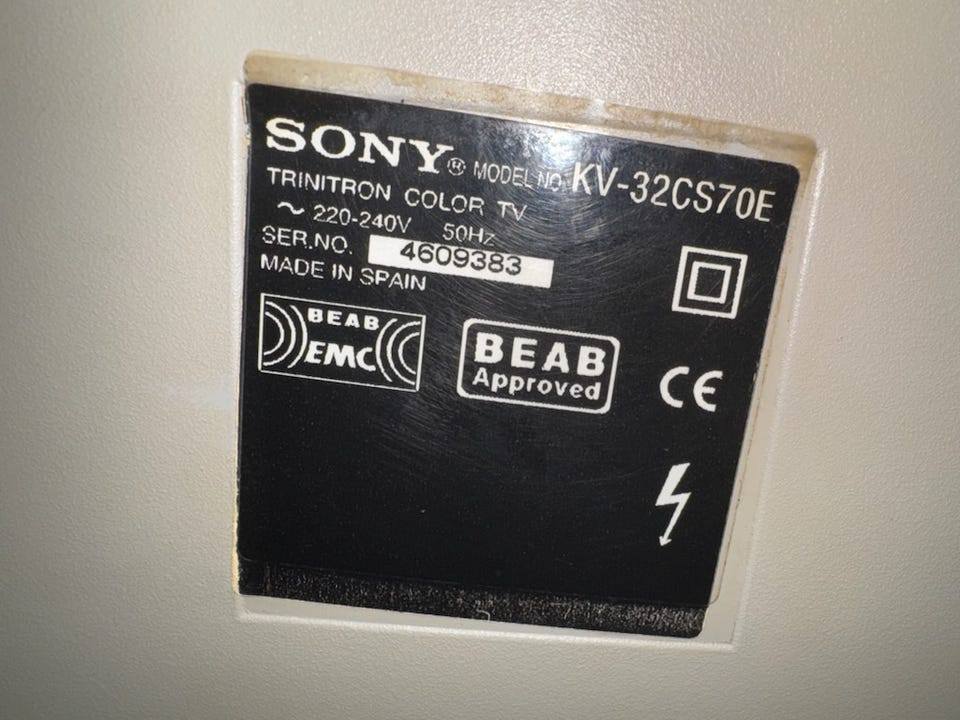 SONY® MODEL NO. KV-32CS70E
TRINITRON COLOR TV
~ 220-240V 50Hz
SER.NO. 4609383
MADE IN SPAIN
BEAB
EMC
BEAB
Approved
CE